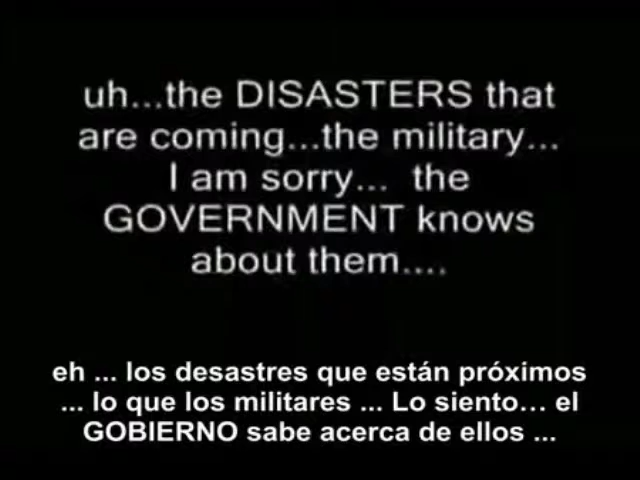 uh...the DISASTERS that
are coming...the military...
I am sorry... the
GOVERNMENT knows
about them....
eh ... los desastres que están próximos
... lo que los militares ... Lo siento... el
GOBIERNO sabe acerca de ellos ...